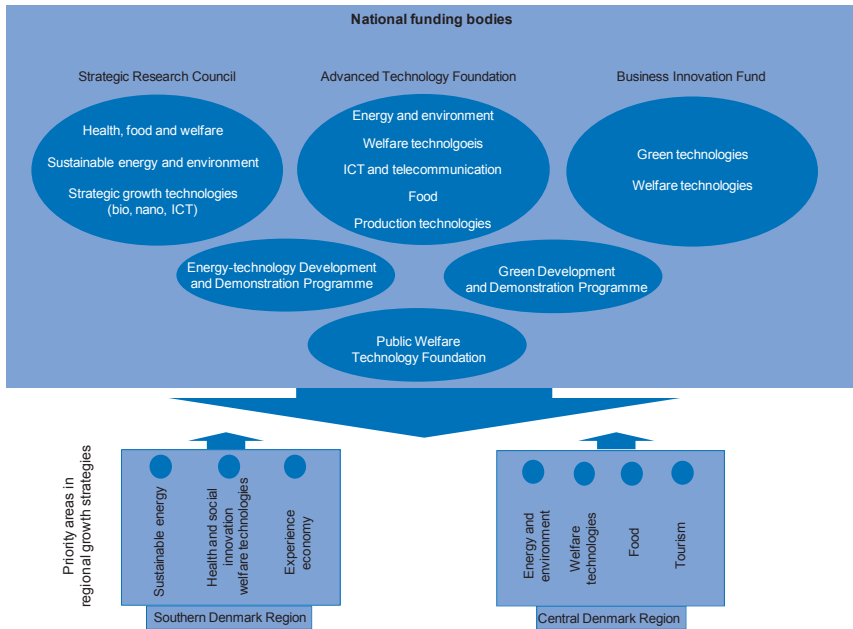 National funding bodies
Strategic Research Council
Advanced Technology Foundation
Business Innovation Fund
Health, food and welfare
Sustainable energy and environment
Strategic growth technologies
(bio, nano, ICT)
Energy and environment
Welfare technolgoeis
ICT and telecommunication
Food
Production technologies
Green technologies
Welfare technologies
Energy-technology Development
and Demonstration Programme
Green Development
and Demonstration Programme
Public Welfare
Technology Foundation
Priority areas in
regional growth strategies
Sustainable energy
Health and social
innovation
welfare technologies
Experience
economy
Southern Denmark Region
Energy and
environment
Welfare
technologies
Food
Tourism
Central Denmark Region